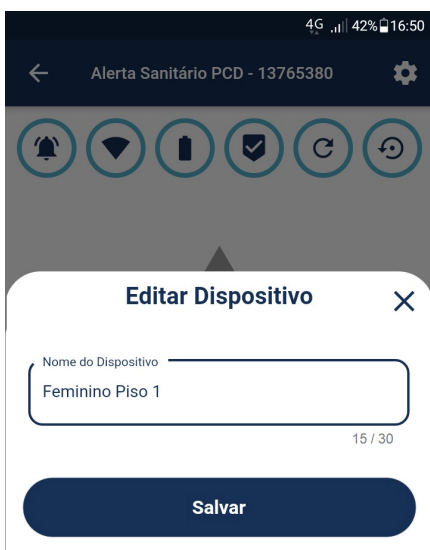 4G 42% 16:50
Alerta Sanitário PCD - 13765380
Editar Dispositivo
Nome do Dispositivo
Feminino Piso 1
15 / 30
Salvar